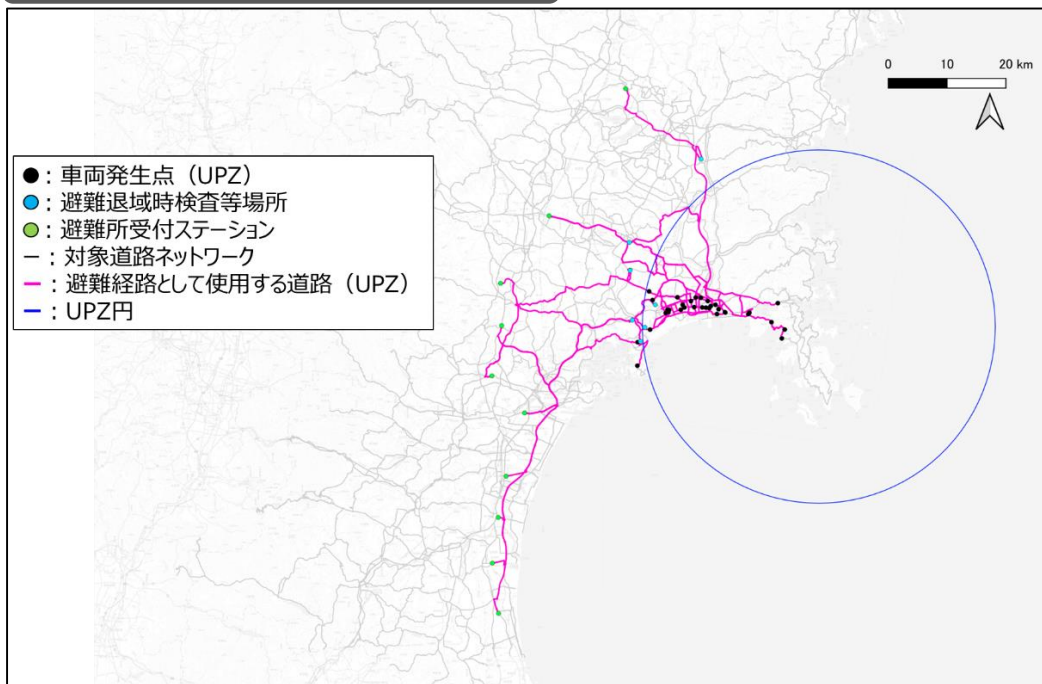 0 10 20 km
●：車両発生点（UPZ）
●：避難退域時検査等場所
●：避難所受付ステーション
ー：対象道路ネットワーク
ー：避難経路として使用する道路（UPZ）
ー：UPZ円